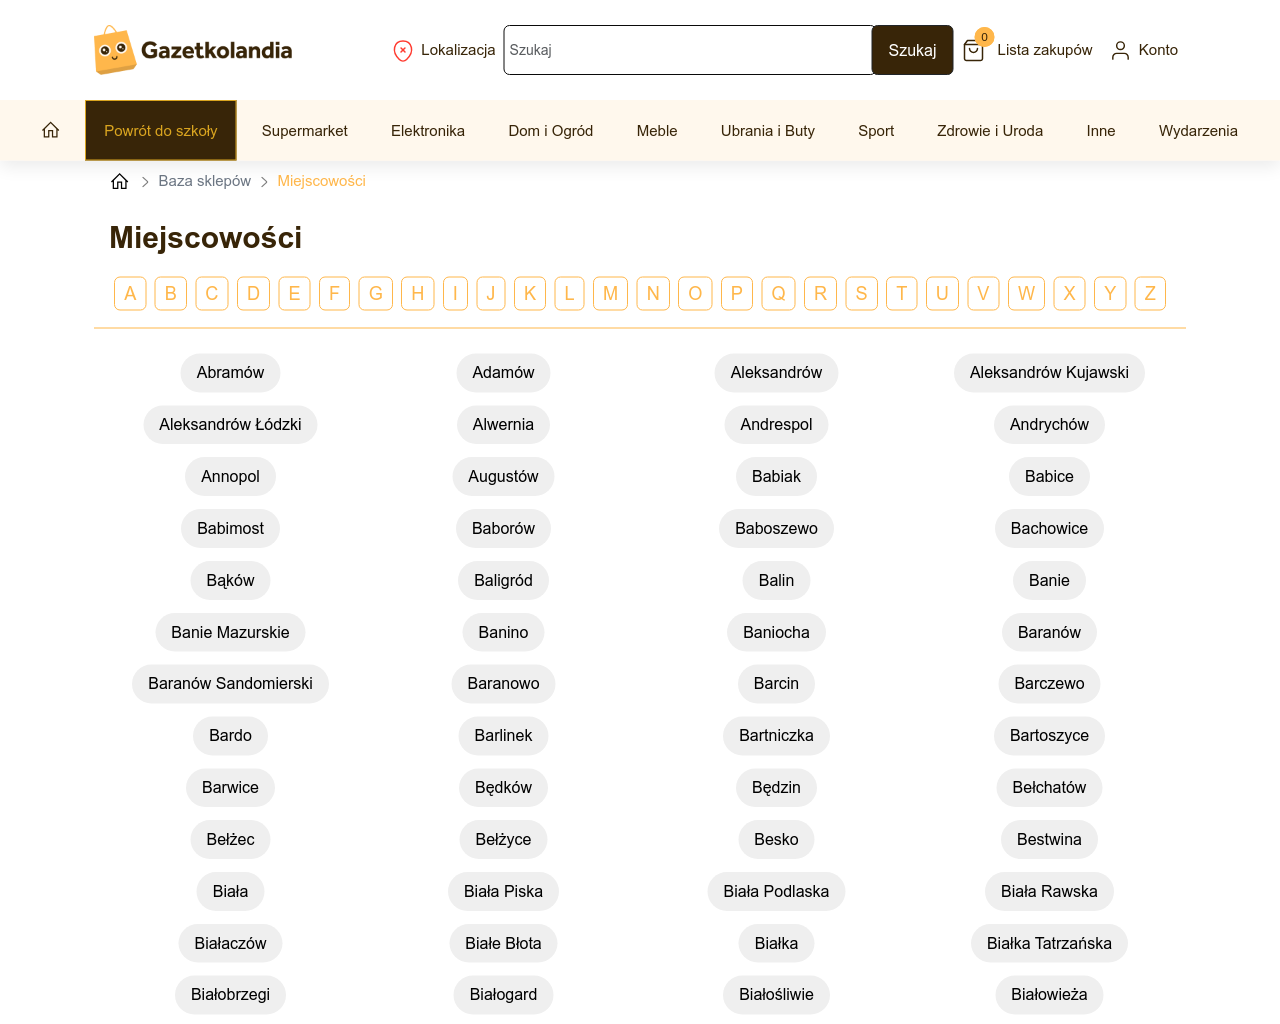 Gazetkolandia
Lokalizacja
Szukaj
Szukaj
0
Lista zakupów
Konto
Powrót do szkoły
Supermarket
Elektronika
Dom i Ogród
Meble
Ubrania i Buty
Sport
Zdrowie i Uroda
Inne
Wydarzenia
Baza sklepów
Miejscowości
Miejscowości
A B C D E F G H I J K L M N O P Q R S T U V W X Y Z
Abramów Adamów Aleksandrów Aleksandrów Kujawski
Aleksandrów Łódzki Alwernia Andrespol Andrychów
Annopol Augustów Babiak Babice
Babimost Baborów Baboszewo Bachowice
Bąków Baligród Balin Banie
Banie Mazurskie Banino Baniocha Baranów
Baranów Sandomierski Baranowo Barcin Barczewo
Bardo Barlinek Bartniczka Bartoszyce
Barwice Będków Będzin Bełchatów
Bełżec Bełżyce Besko Bestwina
Biała Biała Piska Biała Podlaska Biała Rawska
Białaczów Białe Błota Białka Białka Tatrzańska
Białobrzegi Białogard Białośliwie Białowieża